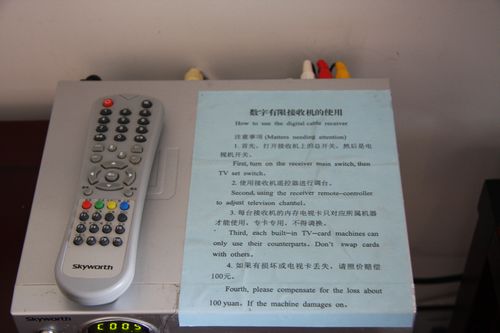 数字有限接收机的使用
How to use the digital cable receiver
注意事项 (Matters needing attention)
1. 首先，打开接收机上的总开关，然后是电
视机开关。
First, turn on the receiver main switch, then
TV set switch.
2. 使用接收机遥控器进行调台。
Second, using the receiver remote-controller
to adjust televison channel.
3. 每台接收机的内存电视卡只对应所属机器
才能使用，专卡专用，不得调换。
Third, each built-in TV-card machines can
only use their counterparts. Don't swap cards
with others.
4. 如果有损坏或电视卡丢失，请照价赔偿
100元。
Fourth, please compensate for the loss about
100 yuan. If the machine damages on.
Skyworth
Skyworth
C005